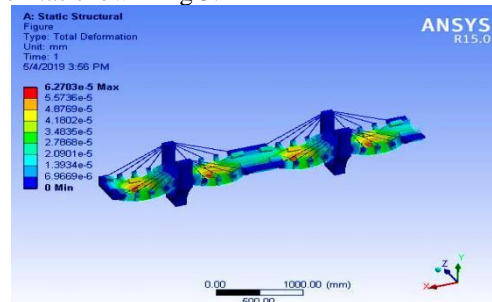 A: Static Structural
Figure
Type: Total Deformation
Unit: mm
Time: 1
5/4/2019 3:56 PM
6.2703e-5 Max
5.5736e-5
4.8769e-5
4.1802e-5
3.4835e-5
2.7868e-5
2.0901e-5
1.3934e-5
6.9669e-6
0 Min
ANSYS
R15.0
0.00
1000.00 (mm)
500.00
Y
Z
X